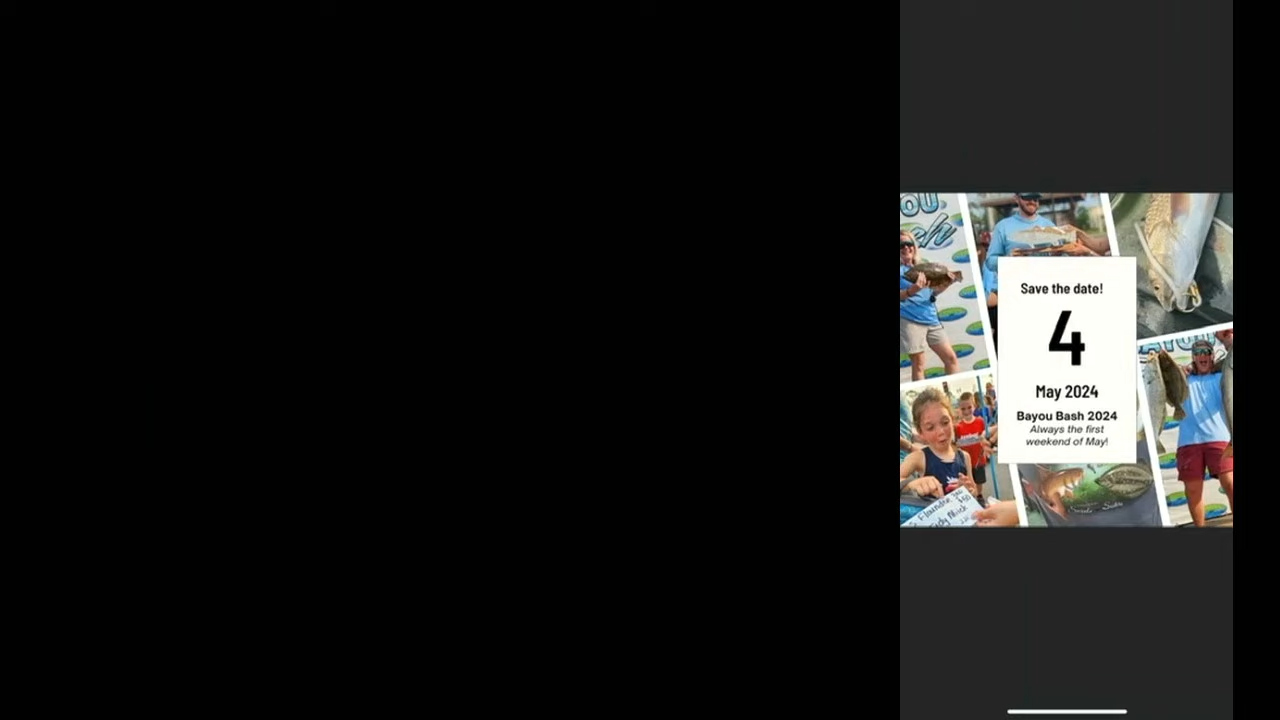 Save the date!
4
May 2024
Bayou Bash 2024
Always the first
weekend of May!